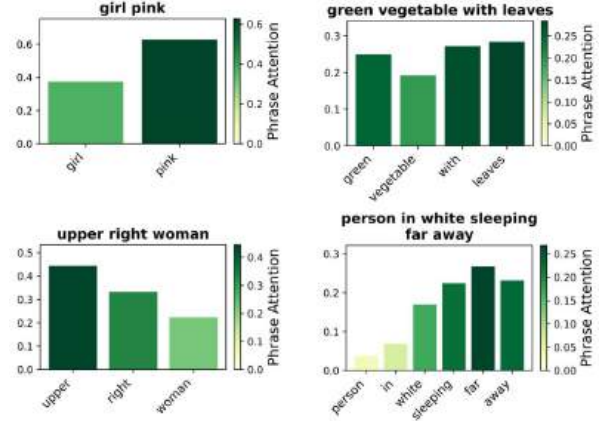 girl pink
0.6
0.4
0.2
0.0
girl
pink
0.6
0.4
0.2
0.0
Phrase Attention
green vegetable with leaves
0.3
0.2
0.1
0.0
green
vegetable
with
leaves
0.25
0.20
0.15
0.10
0.05
0.00
Phrase Attention
upper right woman
0.5
0.4
0.3
0.2
0.1
0.0
upper
right
woman
0.4
0.3
0.2
0.1
0.0
Phrase Attention
person in white sleeping
far away
0.3
0.2
0.1
0.0
person
in
white
sleeping
far
away
0.25
0.20
0.15
0.10
0.05
0.00
Phrase Attention